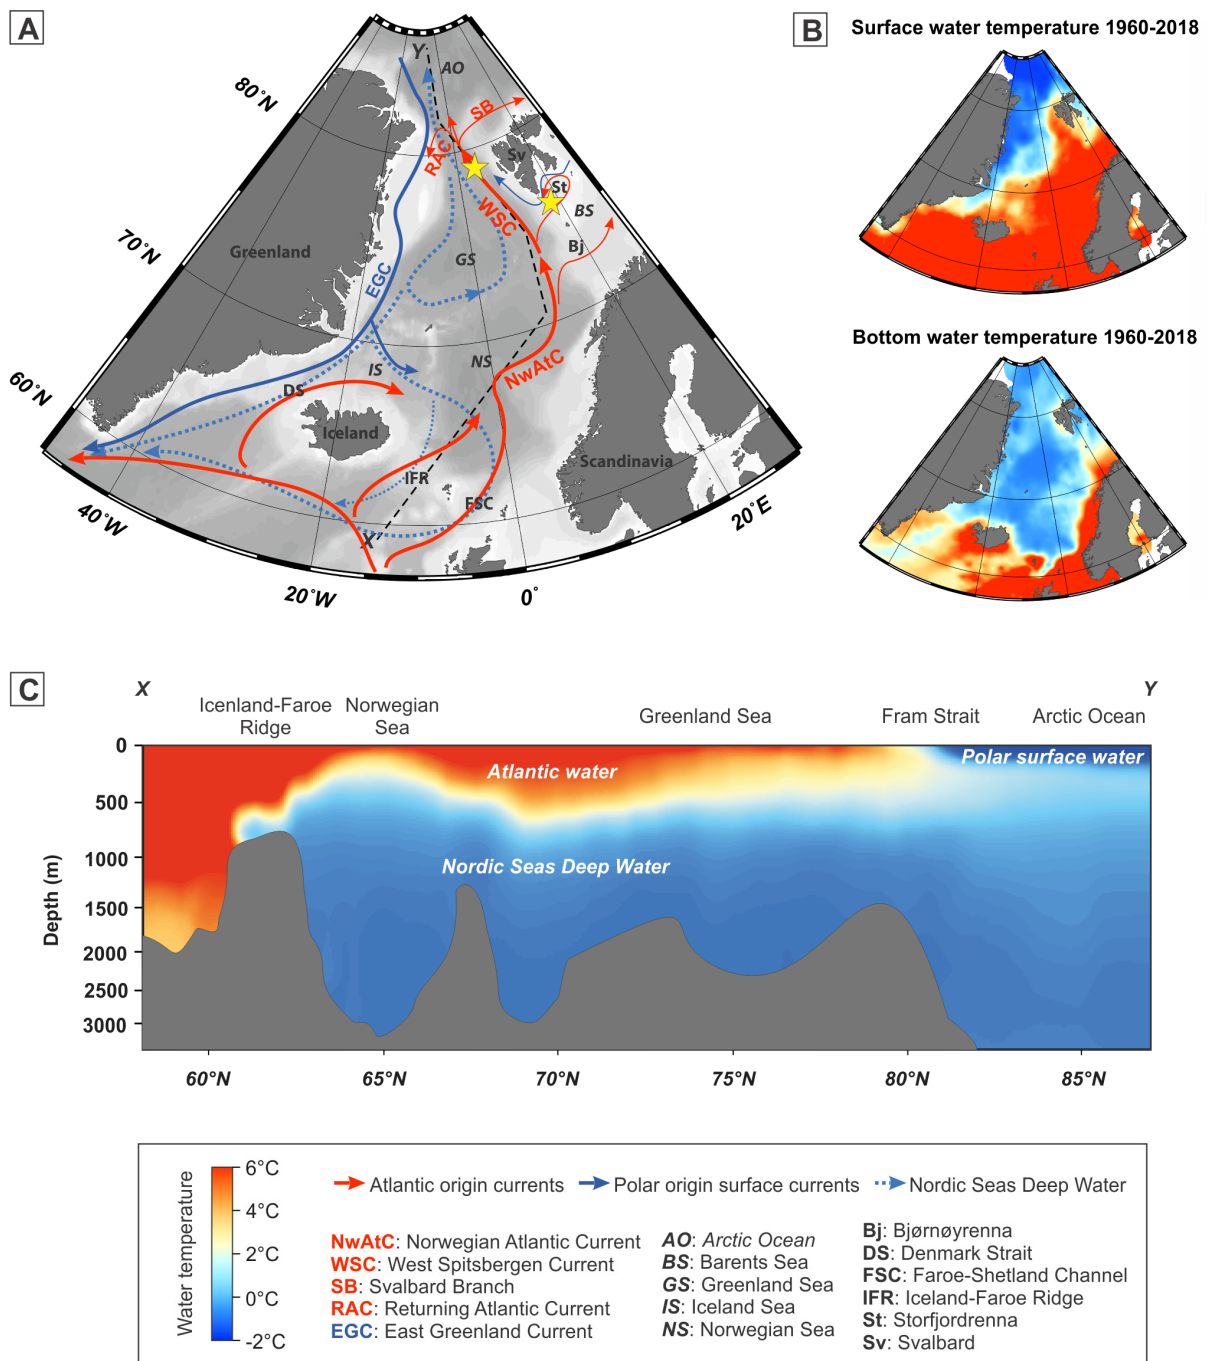 A
Y
AO
80°N
SB
RAC
Sv
St
BS
WSC
Bj
70°N
Greenland
GS
EGC
NS
NwAtC
IS
DS
60°N
Iceland
Scandinavia
IFR
FSC
X
40°W
20°W
0°
20°E
B
Surface water temperature 1960-2018
Bottom water temperature 1960-2018
C
X
Y
Icenland-Faroe
Ridge
Norwegian
Sea
Greenland Sea
Fram Strait
Arctic Ocean
Polar surface water
Atlantic water
Nordic Seas Deep Water
Depth (m)
0
500
1000
1500
2000
2500
3000
60°N
65°N
70°N
75°N
80°N
85°N
Water temperature
6°C
4°C
2°C
0°C
-2°C
Atlantic origin currents
Polar origin surface currents
Nordic Seas Deep Water
NwAtC: Norwegian Atlantic Current
WSC: West Spitsbergen Current
SB: Svalbard Branch
RAC: Returning Atlantic Current
EGC: East Greenland Current
AO: Arctic Ocean
BS: Barents Sea
GS: Greenland Sea
IS: Iceland Sea
NS: Norwegian Sea
Bj: Bjørnøyrenna
DS: Denmark Strait
FSC: Faroe-Shetland Channel
IFR: Iceland-Faroe Ridge
St: Storfjordrenna
Sv: Svalbard